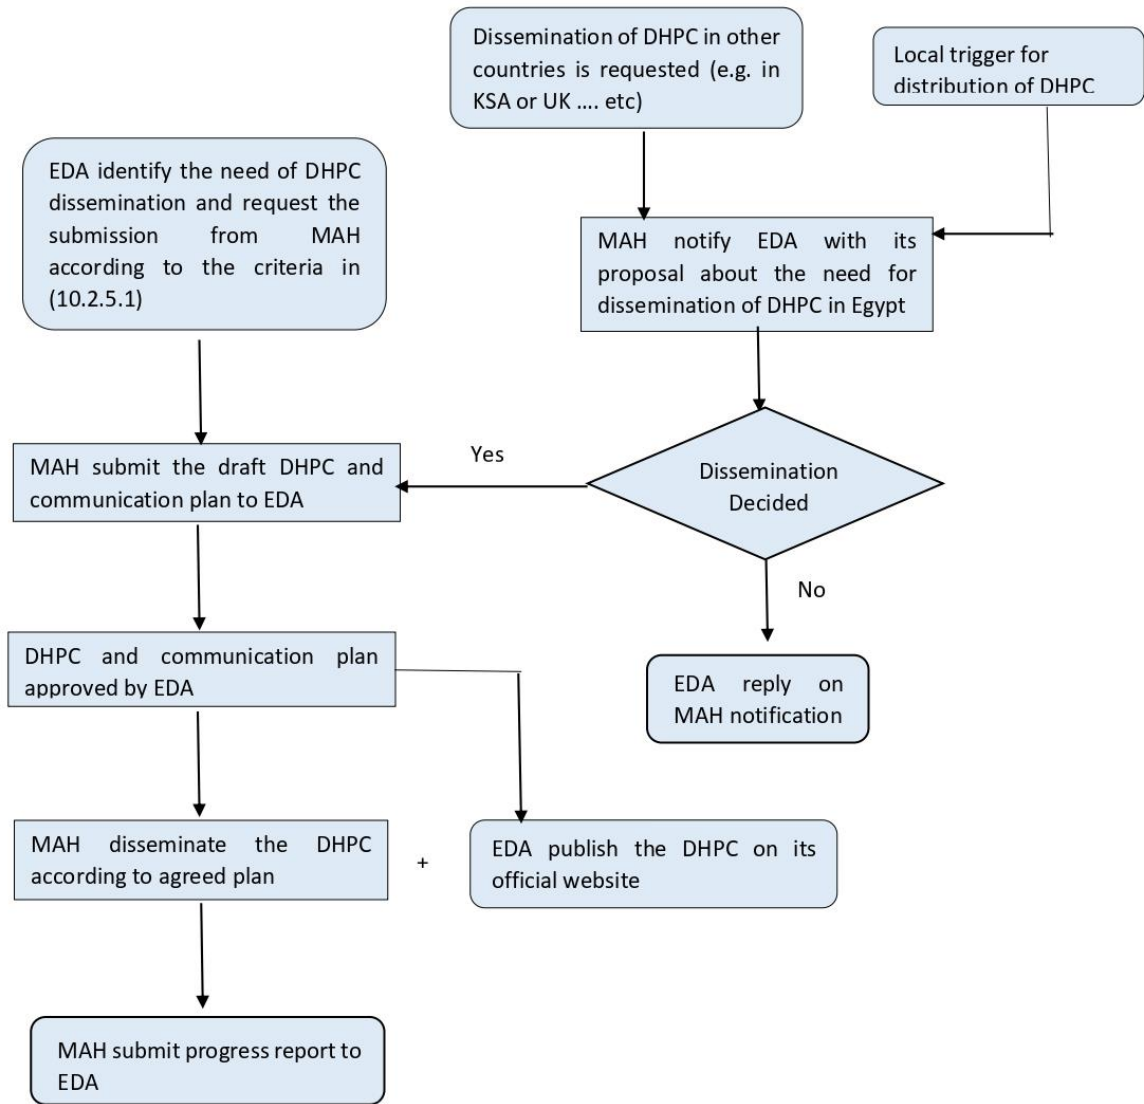 Dissemination of DHPC in other
countries is requested (e.g. in
KSA or UK .... etc)
Local trigger for
distribution of DHPC
EDA identify the need of DHPC
dissemination and request the
submission from MAH
according to the criteria in
(10.2.5.1)
MAH notify EDA with its
proposal about the need for
dissemination of DHPC in Egypt
MAH submit the draft DHPC and
communication plan to EDA
Yes
Dissemination
Decided
No
DHPC and communication plan
approved by EDA
EDA reply on
MAH notification
MAH disseminate the DHPC
according to agreed plan
+
EDA publish the DHPC on its
official website
MAH submit progress report to
EDA